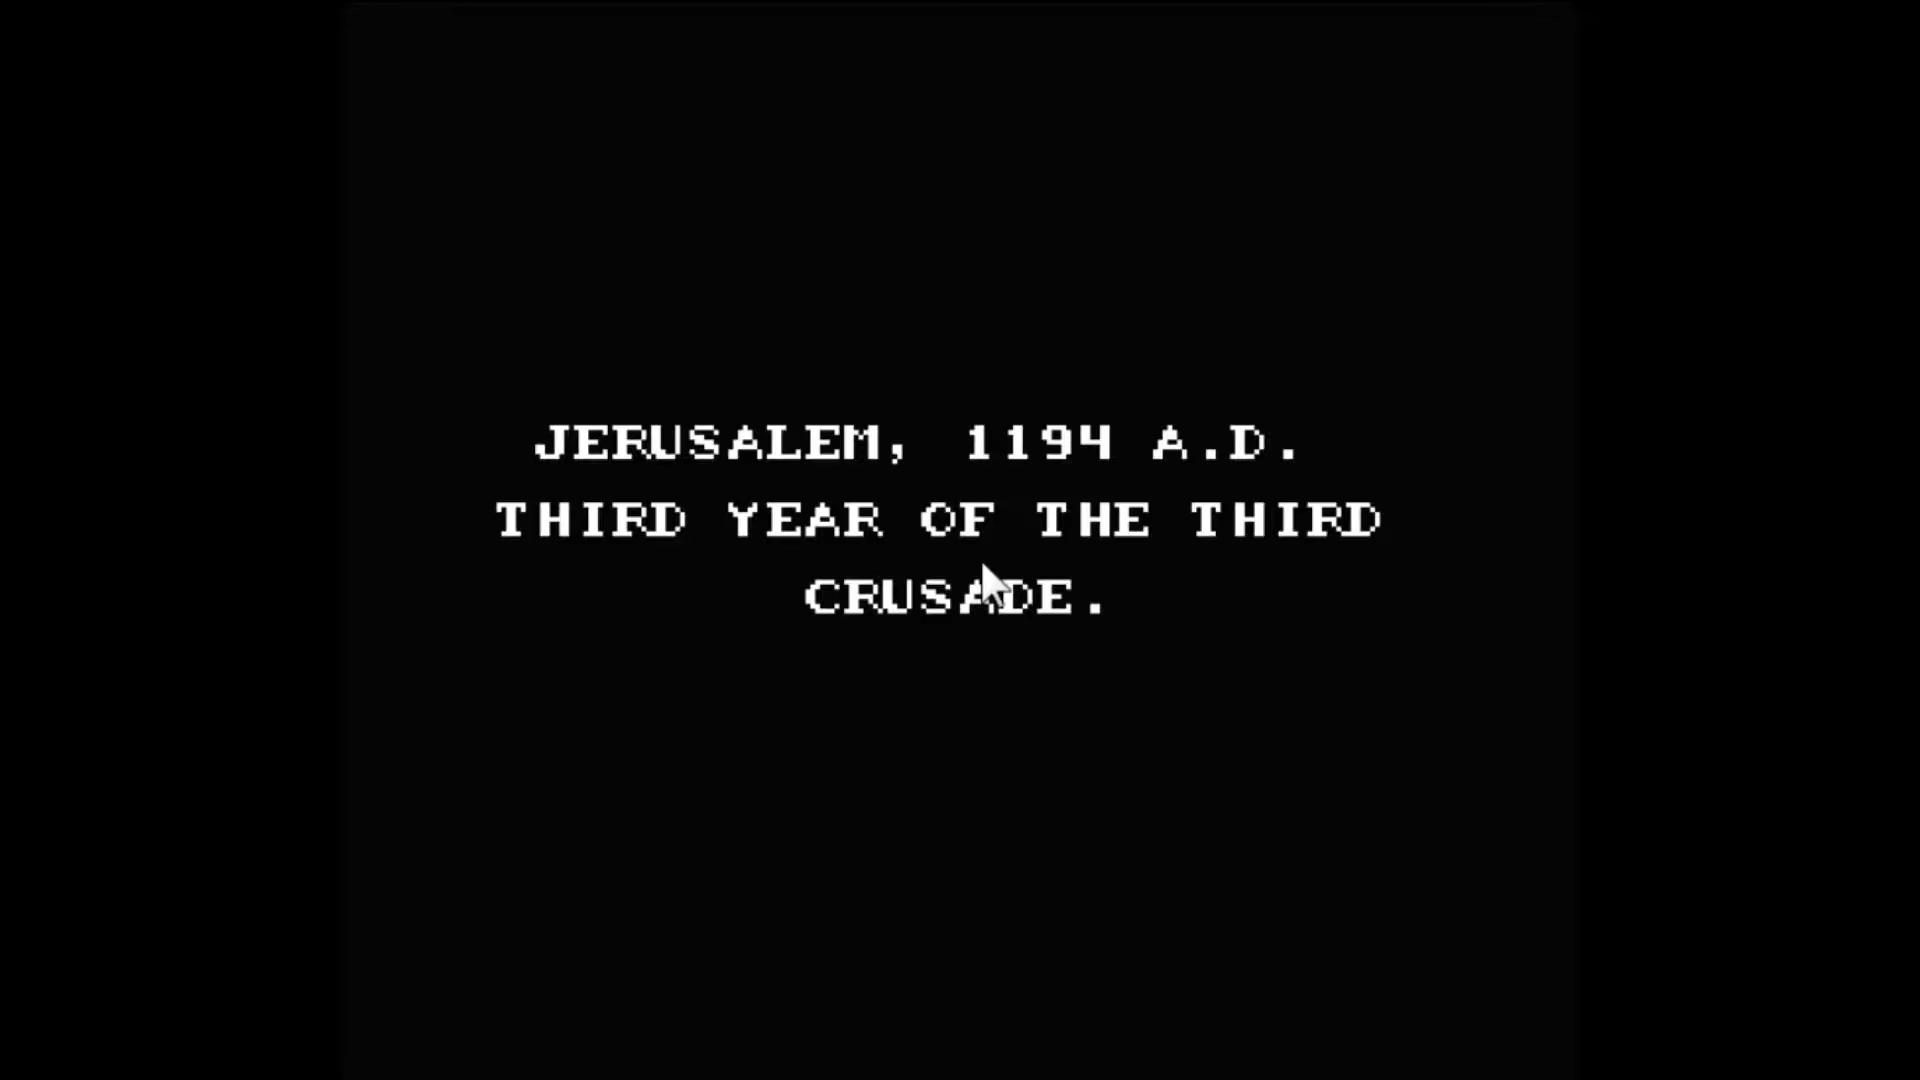 JERUSALEM, 1194 A.D.
THIRD YEAR OF THE THIRD
CRUSADE.